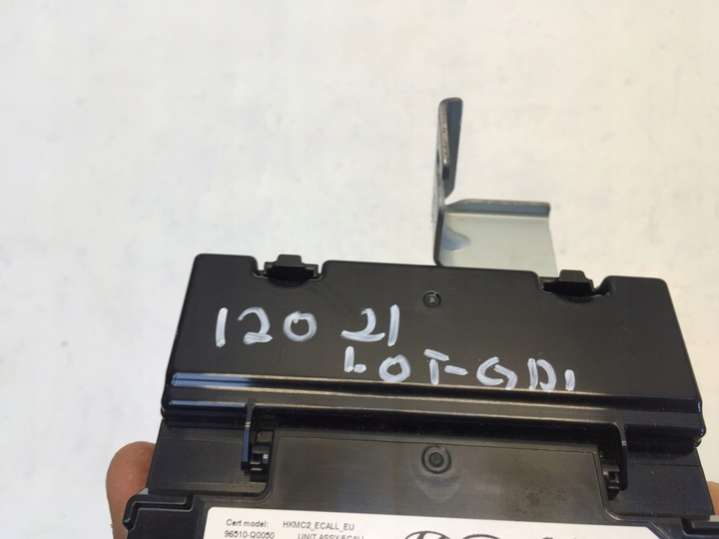 120 21
1.0T-GDI
Cert model: HKMC2_ECALL_EU
96510-Q0050 UNIT ASSY-ECALL